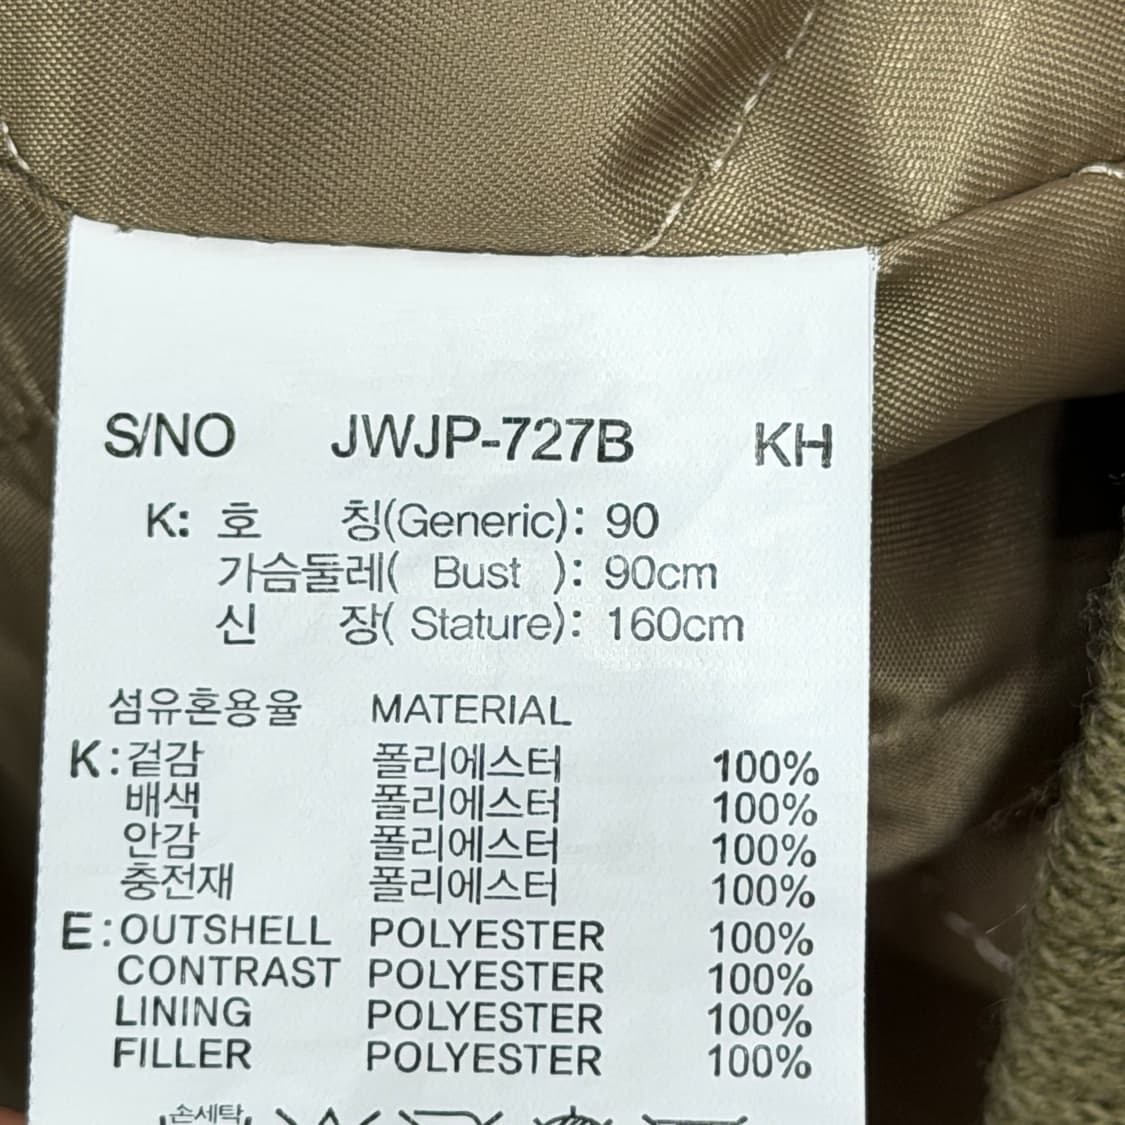 S/NO JWJP-727B KH
K: 호 칭(Generic): 90
가슴둘레( Bust ): 90cm
신 장( Stature): 160cm
섬유혼용율 MATERIAL
K:겉감 폴리에스터 100%
배색 폴리에스터 100%
안감 폴리에스터 100%
충전재 폴리에스터 100%
E:OUTSHELL POLYESTER 100%
CONTRAST POLYESTER 100%
LINING POLYESTER 100%
FILLER POLYESTER 100%
손세탁